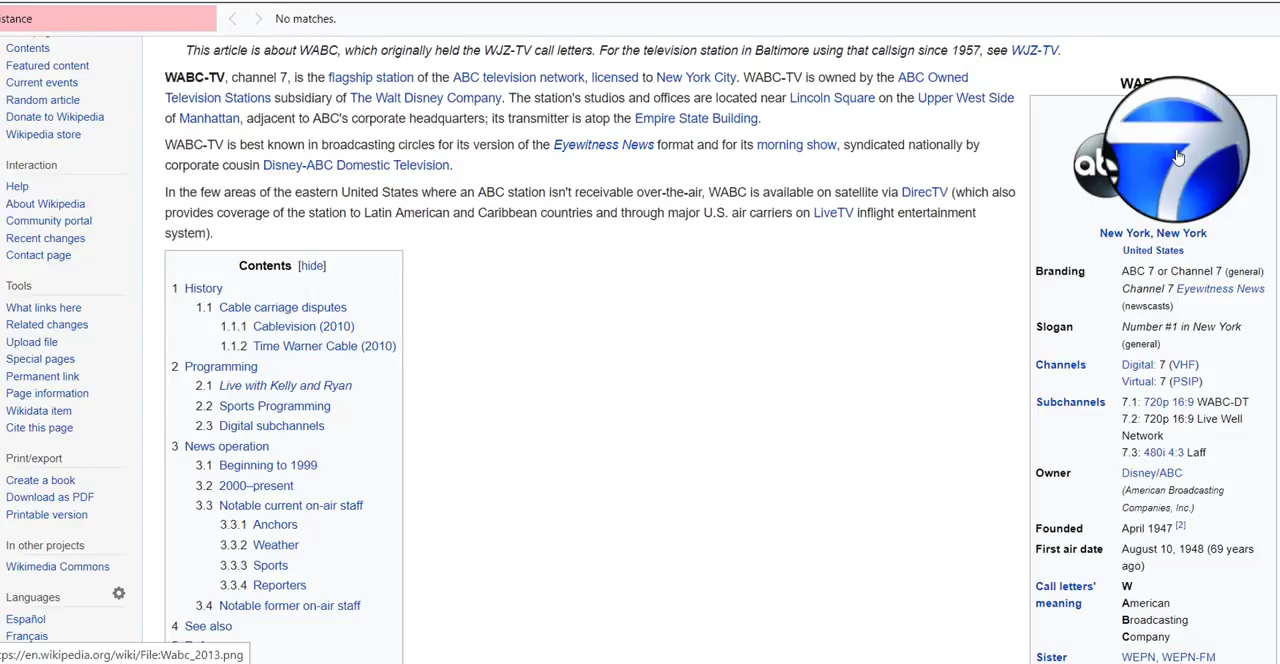 stance
No matches.
Contents
Featured content
Current events
Random article
Donate to Wikipedia
Wikipedia store
Interaction
Help
About Wikipedia
Community portal
Recent changes
Contact page
Tools
What links here
Related changes
Upload file
Special pages
Permanent link
Page information
Wikidata item
Cite this page
Print/export
Create a book
Download as PDF
Printable version
In other projects
Wikimedia Commons
Languages
Español
Français
tps://en.wikipedia.org/wiki/File:Wabc_2013.png
This article is about WABC, which originally held the WJZ-TV call letters. For the television station in Baltimore using that callsign since 1957, see WJZ-TV.
WABC-TV, channel 7, is the flagship station of the ABC television network, licensed to New York City. WABC-TV is owned by the ABC Owned
Television Stations subsidiary of The Walt Disney Company. The station's studios and offices are located near Lincoln Square on the Upper West Side
of Manhattan, adjacent to ABC's corporate headquarters; its transmitter is atop the Empire State Building.
WABC-TV is best known in broadcasting circles for its version of the Eyewitness News format and for its morning show, syndicated nationally by
corporate cousin Disney-ABC Domestic Television.
In the few areas of the eastern United States where an ABC station isn't receivable over-the-air, WABC is available on satellite via DirecTV (which also
provides coverage of the station to Latin American and Caribbean countries and through major U.S. air carriers on LiveTV inflight entertainment
system).
Contents [hide]
1 History
1.1 Cable carriage disputes
1.1.1 Cablevision (2010)
1.1.2 Time Warner Cable (2010)
2 Programming
2.1 Live with Kelly and Ryan
2.2 Sports Programming
2.3 Digital subchannels
3 News operation
3.1 Beginning to 1999
3.2 2000–present
3.3 Notable current on-air staff
3.3.1 Anchors
3.3.2 Weather
3.3.3 Sports
3.3.4 Reporters
3.4 Notable former on-air staff
4 See also
WABC
abc 7
New York, New York
United States
Branding ABC 7 or Channel 7 (general)
Channel 7 Eyewitness News
(newscasts)
Slogan Number #1 in New York
(general)
Channels Digital: 7 (VHF)
Virtual: 7 (PSIP)
Subchannels 7.1: 720p 16:9 WABC-DT
7.2: 720p 16:9 Live Well
Network
7.3: 480i 4:3 Laff
Owner Disney/ABC
(American Broadcasting
Companies, Inc.)
Founded April 1947 [2]
First air date August 10, 1948 (69 years
ago)
Call letters' W
meaning American
Broadcasting
Company
Sister WEPN, WEPN-FM